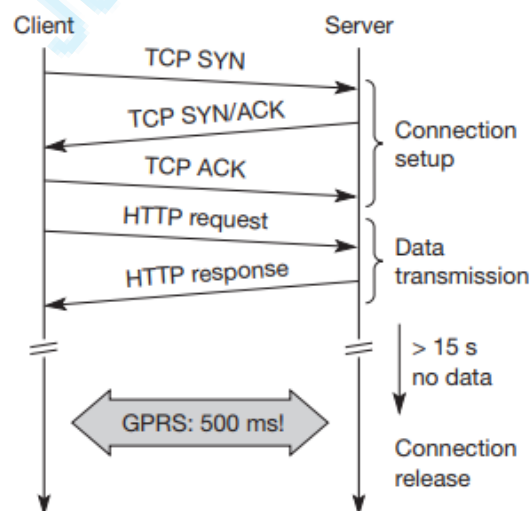 Client
Server
TCP SYN
TCP SYN/ACK
Connection
setup
TCP ACK
HTTP request
Data
transmission
HTTP response
> 15 s
no data
GPRS: 500 ms!
Connection
release